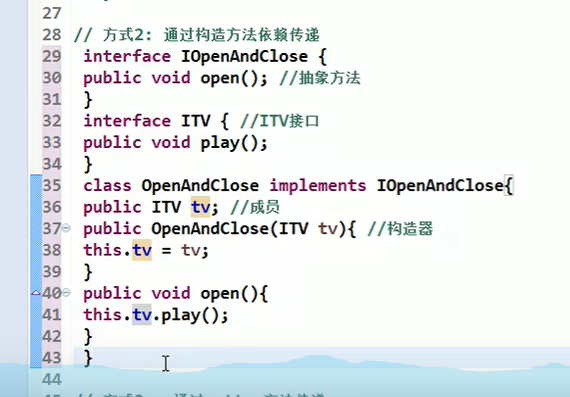 27
28 // 方式2: 通过构造方法依赖传递
29 interface IOpenAndClose {
30 public void open(); //抽象方法
31 }
32 interface ITV { //ITV接口
33 public void play();
34 }
35 class OpenAndClose implements IOpenAndClose{
36 public ITV tv; //成员
37 public OpenAndClose(ITV tv){ //构造器
38 this.tv = tv;
39 }
40 public void open(){
41 this.tv.play();
42 }
43 }
44